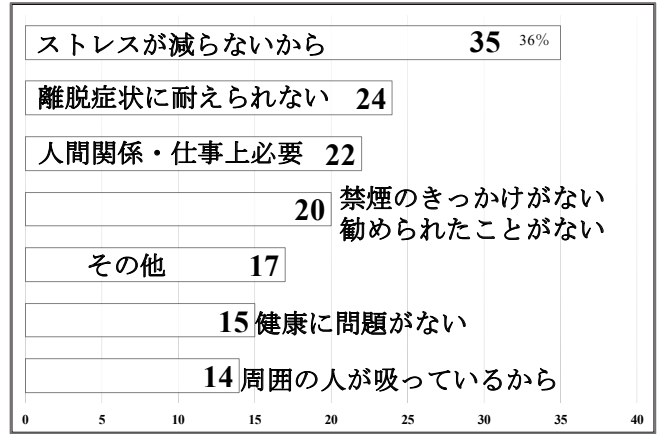 ストレスが減らないから 35 36%
離脱症状に耐えられない 24
人間関係・仕事上必要 22
20 禁煙のきっかけがない
勧められたことがない
その他 17
15 健康に問題がない
14 周囲の人が吸っているから
0 5 10 15 20 25 30 35 40